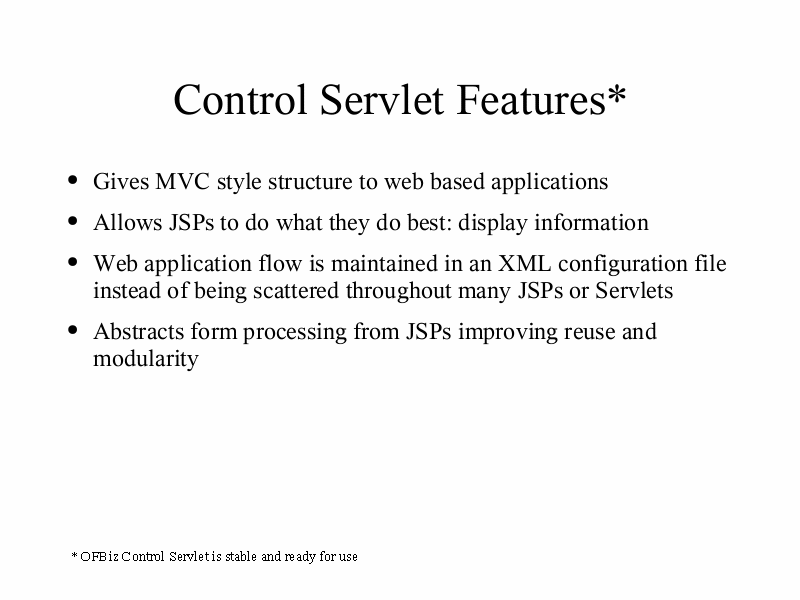 Control Servlet Features*
• Gives MVC style structure to web based applications
• Allows JSPs to do what they do best: display information
• Web application flow is maintained in an XML configuration file
instead of being scattered throughout many JSPs or Servlets
• Abstracts form processing from JSPs improving reuse and
modularity
* OFBiz Control Servlet is stable and ready for use